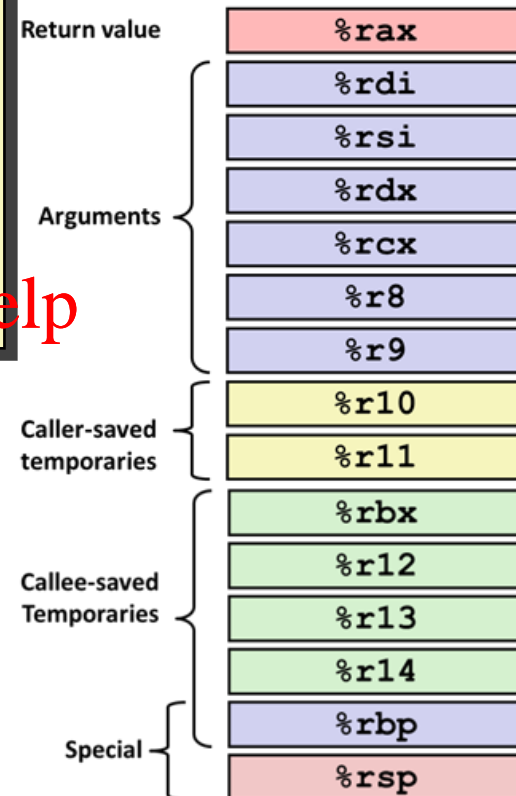 Return value
%rax
%rdi
%rsi
%rdx
Arguments
%rcx
%r8
%r9
Caller-saved
temporaries
%r10
%r11
Callee-saved
Temporaries
%rbx
%r12
%r13
%r14
%rbp
Special
%rsp